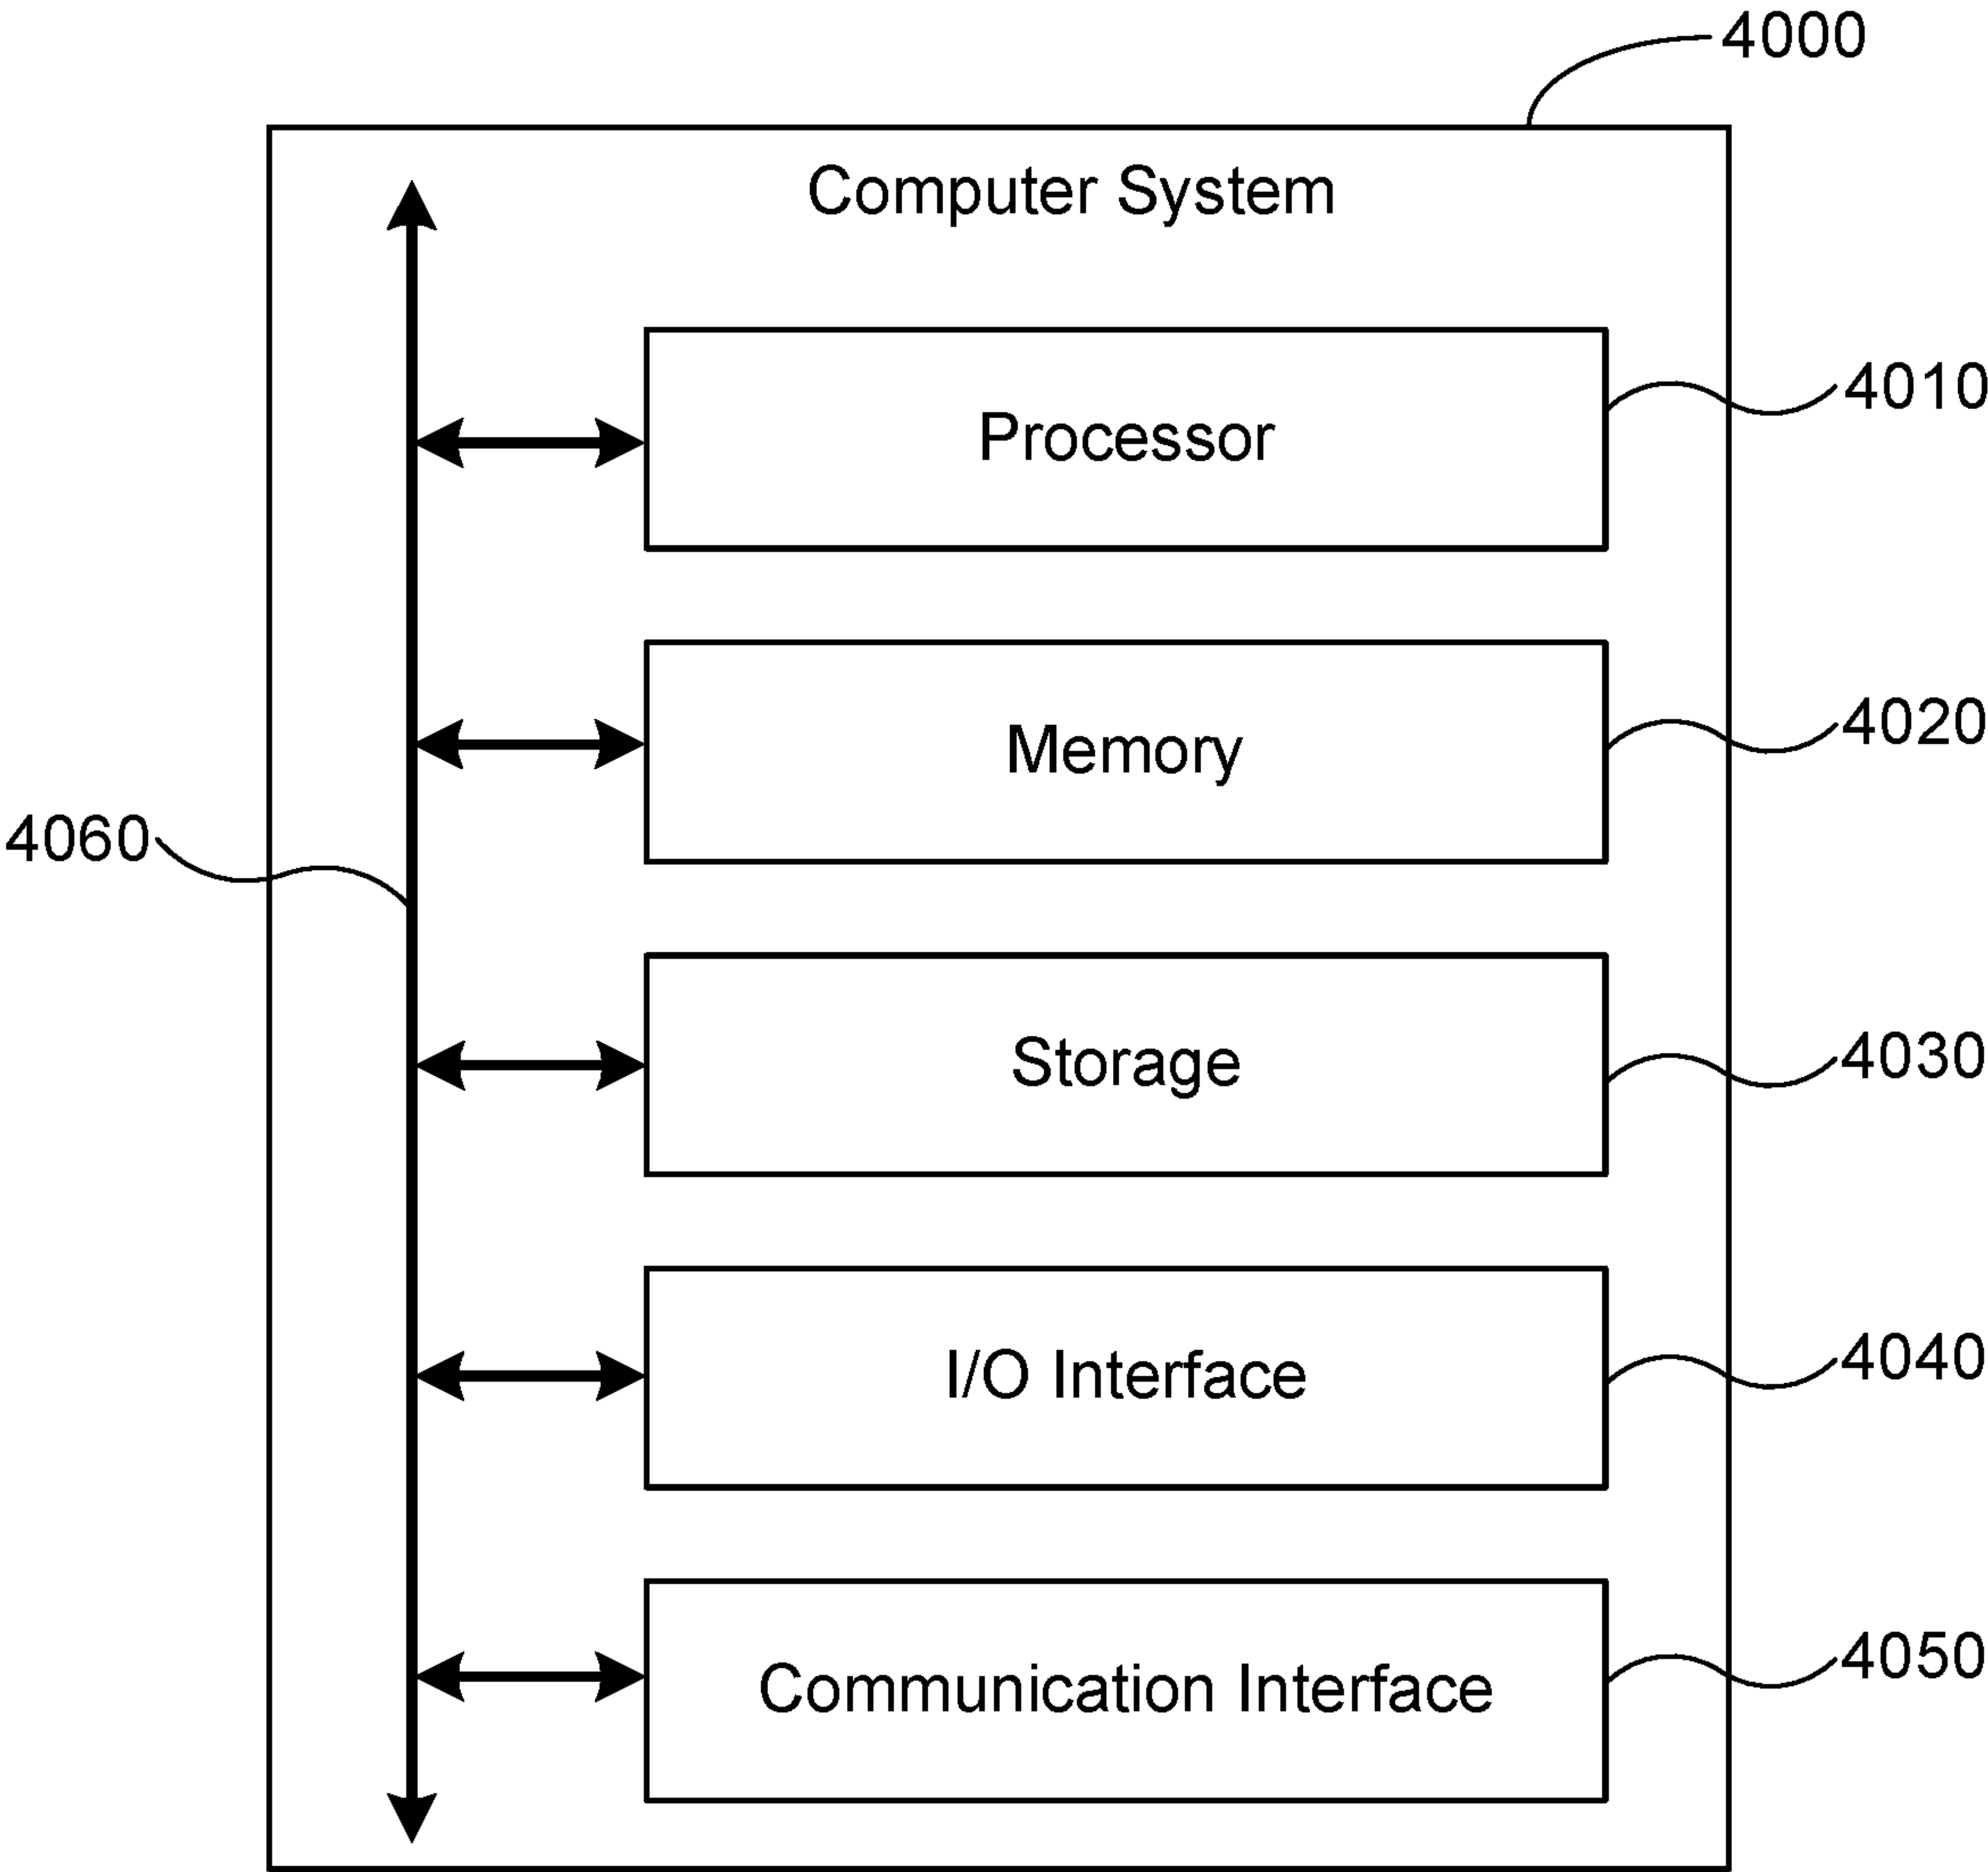 4000
Computer System
Processor
4010
Memory
4020
4060
Storage
4030
I/O Interface
4040
Communication Interface
4050